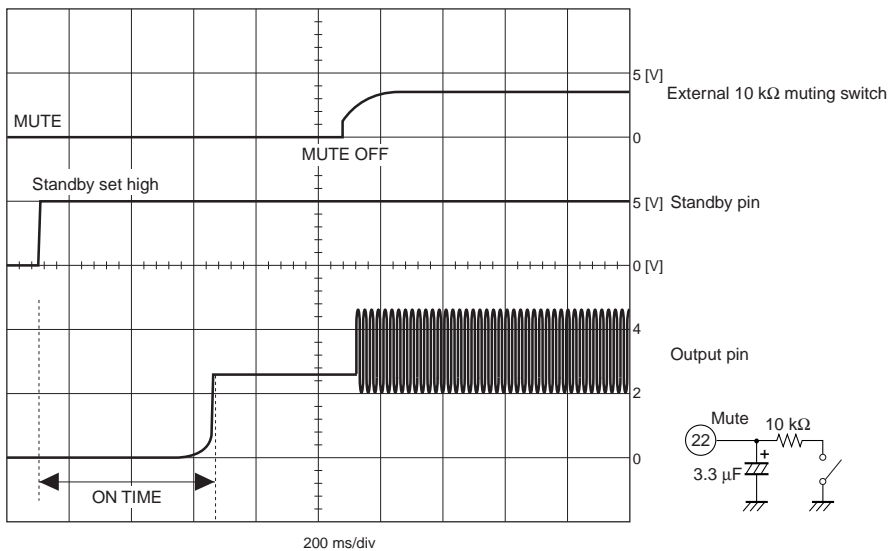 5 [V]
External 10 kΩ muting switch
MUTE
0
MUTE OFF
Standby set high
5 [V] Standby pin
0 [V]
4
Output pin
2
Mute
10 kΩ
22
+
3.3 μF
0
ON TIME
200 ms/div